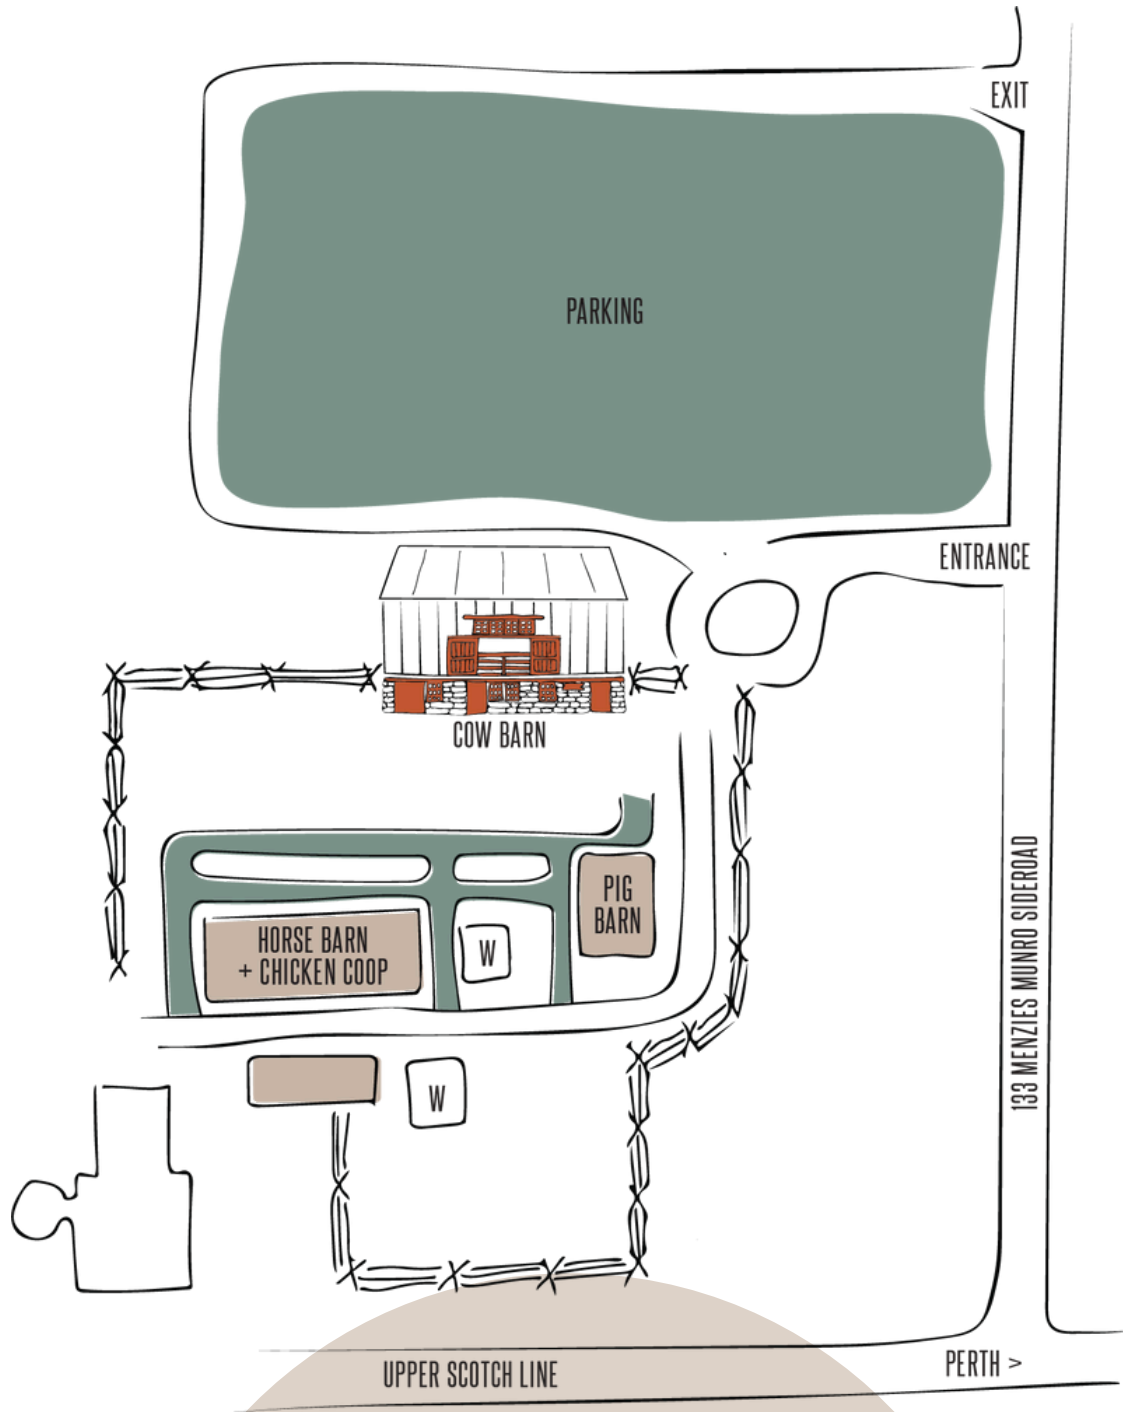 EXIT
PARKING
ENTRANCE
COW BARN
PIG
BARN
HORSE BARN
+ CHICKEN COOP
W
W
133 MENZIES MUNRO SIDEROAD
UPPER SCOTCH LINE
PERTH >